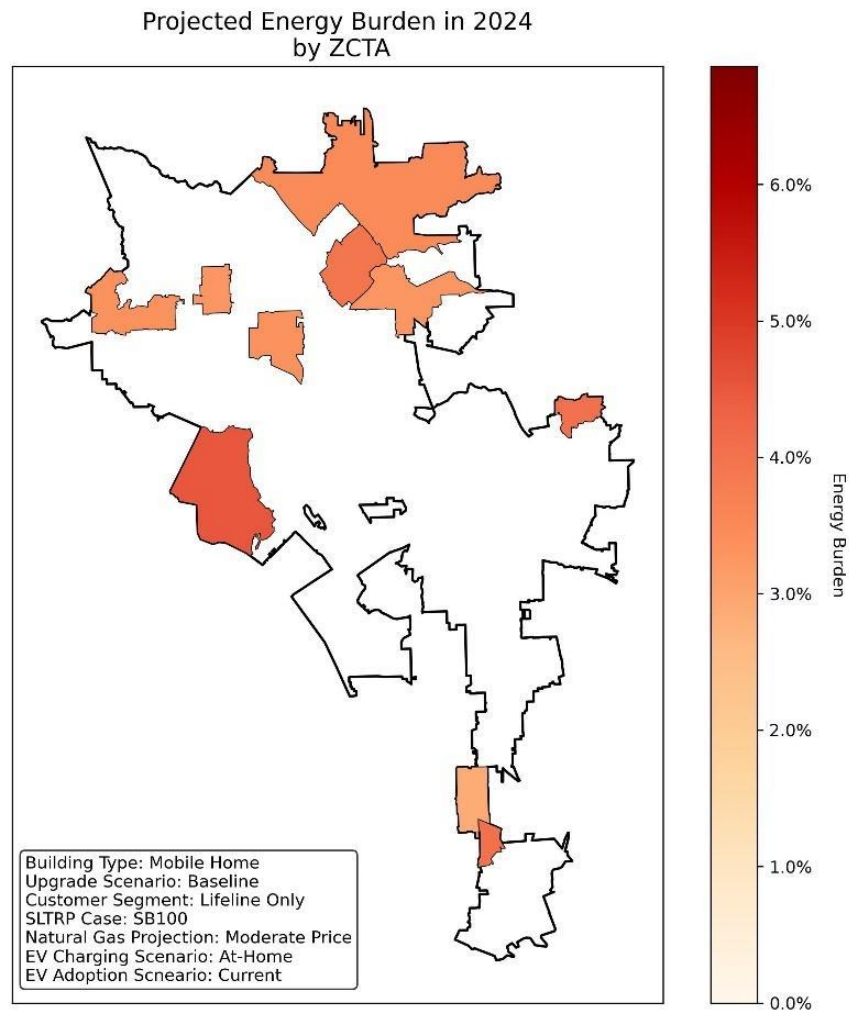 Projected Energy Burden in 2024
by ZCTA
6.0%
5.0%
4.0%
3.0%
2.0%
1.0%
0.0%
Energy Burden
Building Type: Mobile Home
Upgrade Scenario: Baseline
Customer Segment: Lifeline Only
SLTRP Case: SB100
Natural Gas Projection: Moderate Price
EV Charging Scenario: At-Home
EV Adoption Scneario: Current